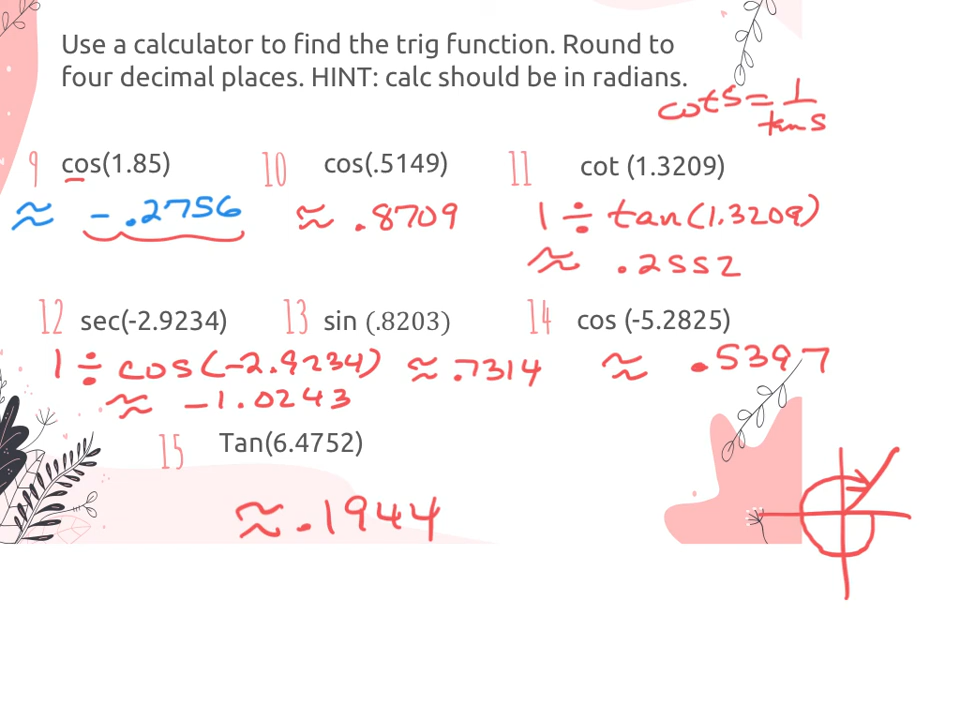 Use a calculator to find the trig function. Round to
four decimal places. HINT: calc should be in radians.
cot s = 1/tan s
9 cos(1.85) 10 cos(.5149) 11 cot (1.3209)
≈ -.2756 ≈ .8709 1 ÷ tan(1.3209)
≈ .2552
12 sec(-2.9234) 13 sin (.8203) 14 cos (-5.2825)
1 ÷ cos(-2.9234) ≈ .7314 ≈ .5397
≈ -1.0243
15 Tan(6.4752)
≈ .1944